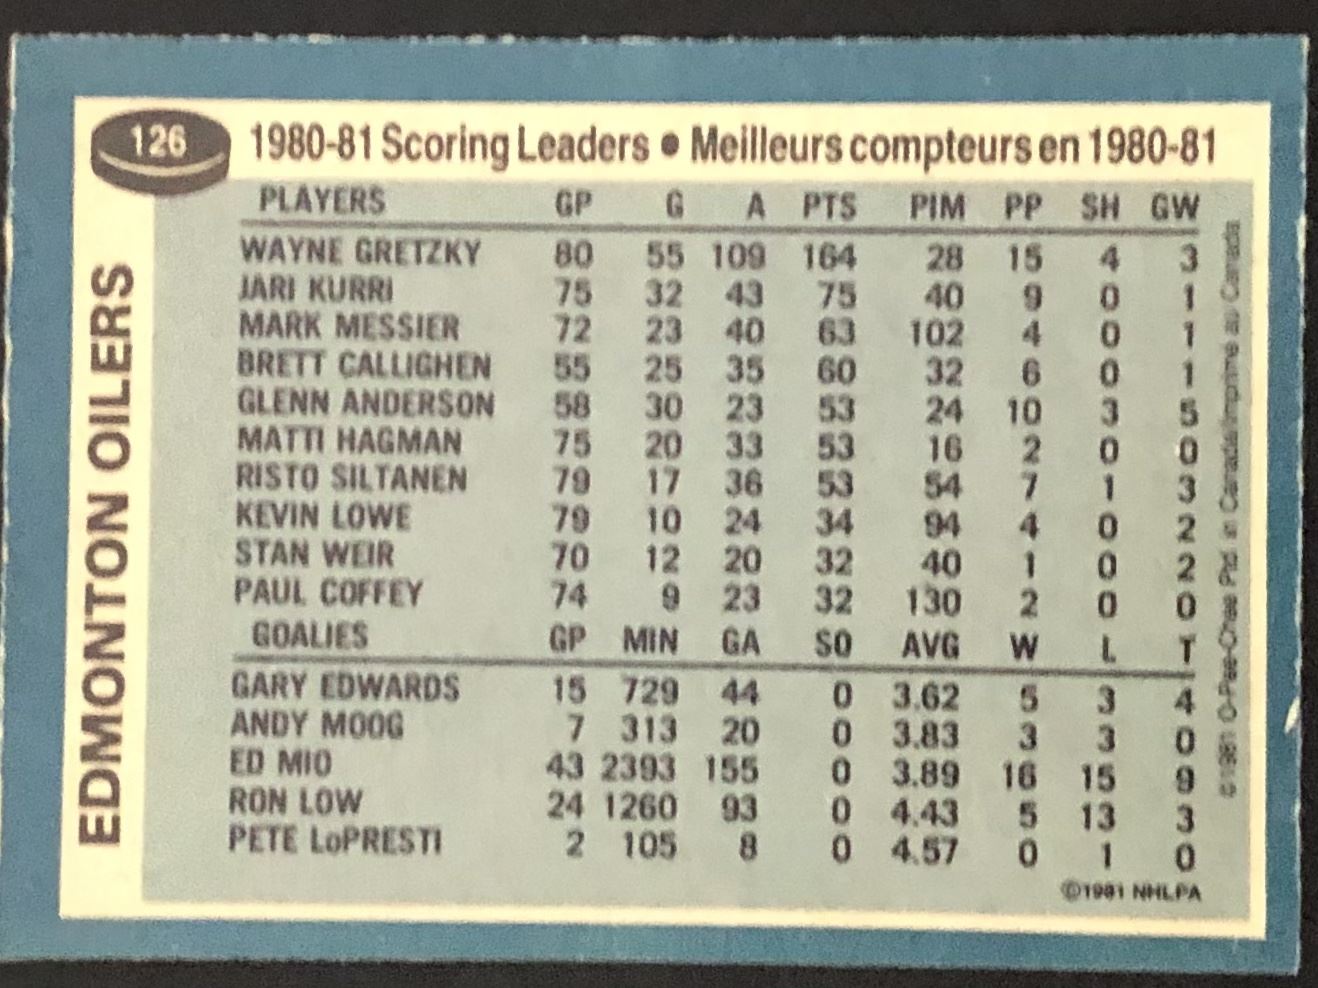 126
1980-81 Scoring Leaders • Meilleurs compteurs en 1980-81
EDMONTON OILERS
PLAYERS GP G A PTS PIM PP SH GW
WAYNE GRETZKY 80 55 109 164 28 15 4 3
JARI KURRI 75 32 43 75 40 9 0 1
MARK MESSIER 72 23 40 63 102 4 0 1
BRETT CALLIGHEN 55 25 35 60 32 6 0 1
GLENN ANDERSON 58 30 23 53 24 10 3 5
MATTI HAGMAN 75 20 33 53 16 2 0 0
RISTO SILTANEN 79 17 36 53 54 7 1 3
KEVIN LOWE 79 10 24 34 94 4 0 2
STAN WEIR 70 12 20 32 40 1 0 2
PAUL COFFEY 74 9 23 32 130 2 0 0
GOALIES GP MIN GA SO AVG W L T
GARY EDWARDS 15 729 44 0 3.62 5 3 4
ANDY MOOG 7 313 20 0 3.83 3 3 0
ED MIO 43 2393 155 0 3.89 16 15 9
RON LOW 24 1260 93 0 4.43 5 13 3
PETE LoPRESTI 2 105 8 0 4.57 0 1 0
©1981 NHLPA
©1981 O-Pee-Chee Ptd. in Canada/Imprimé au Canada